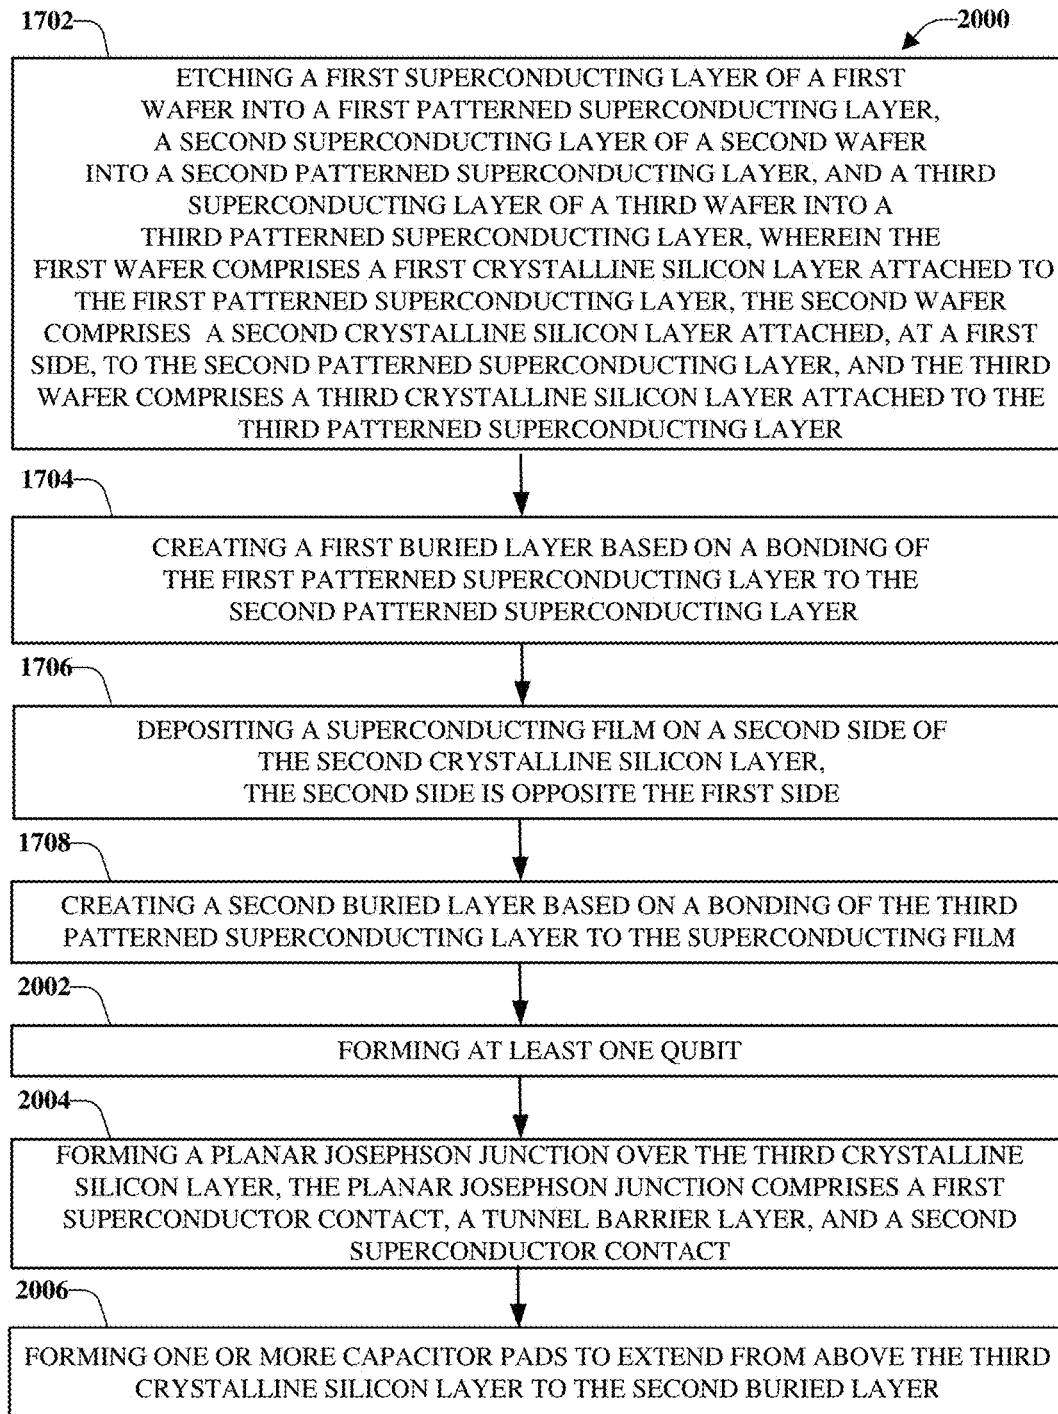 1702
2000
ETCHING A FIRST SUPERCONDUCTING LAYER OF A FIRST
WAFER INTO A FIRST PATTERNED SUPERCONDUCTING LAYER,
A SECOND SUPERCONDUCTING LAYER OF A SECOND WAFER
INTO A SECOND PATTERNED SUPERCONDUCTING LAYER, AND A THIRD
SUPERCONDUCTING LAYER OF A THIRD WAFER INTO A
THIRD PATTERNED SUPERCONDUCTING LAYER, WHEREIN THE
FIRST WAFER COMPRISES A FIRST CRYSTALLINE SILICON LAYER ATTACHED TO
THE FIRST PATTERNED SUPERCONDUCTING LAYER, THE SECOND WAFER
COMPRISES A SECOND CRYSTALLINE SILICON LAYER ATTACHED, AT A FIRST
SIDE, TO THE SECOND PATTERNED SUPERCONDUCTING LAYER, AND THE THIRD
WAFER COMPRISES A THIRD CRYSTALLINE SILICON LAYER ATTACHED TO THE
THIRD PATTERNED SUPERCONDUCTING LAYER
1704
CREATING A FIRST BURIED LAYER BASED ON A BONDING OF
THE FIRST PATTERNED SUPERCONDUCTING LAYER TO THE
SECOND PATTERNED SUPERCONDUCTING LAYER
1706
DEPOSITING A SUPERCONDUCTING FILM ON A SECOND SIDE OF
THE SECOND CRYSTALLINE SILICON LAYER,
THE SECOND SIDE IS OPPOSITE THE FIRST SIDE
1708
CREATING A SECOND BURIED LAYER BASED ON A BONDING OF THE THIRD
PATTERNED SUPERCONDUCTING LAYER TO THE SUPERCONDUCTING FILM
2002
FORMING AT LEAST ONE QUBIT
2004
FORMING A PLANAR JOSEPHSON JUNCTION OVER THE THIRD CRYSTALLINE
SILICON LAYER, THE PLANAR JOSEPHSON JUNCTION COMPRISES A FIRST
SUPERCONDUCTOR CONTACT, A TUNNEL BARRIER LAYER, AND A SECOND
SUPERCONDUCTOR CONTACT
2006
FORMING ONE OR MORE CAPACITOR PADS TO EXTEND FROM ABOVE THE THIRD
CRYSTALLINE SILICON LAYER TO THE SECOND BURIED LAYER